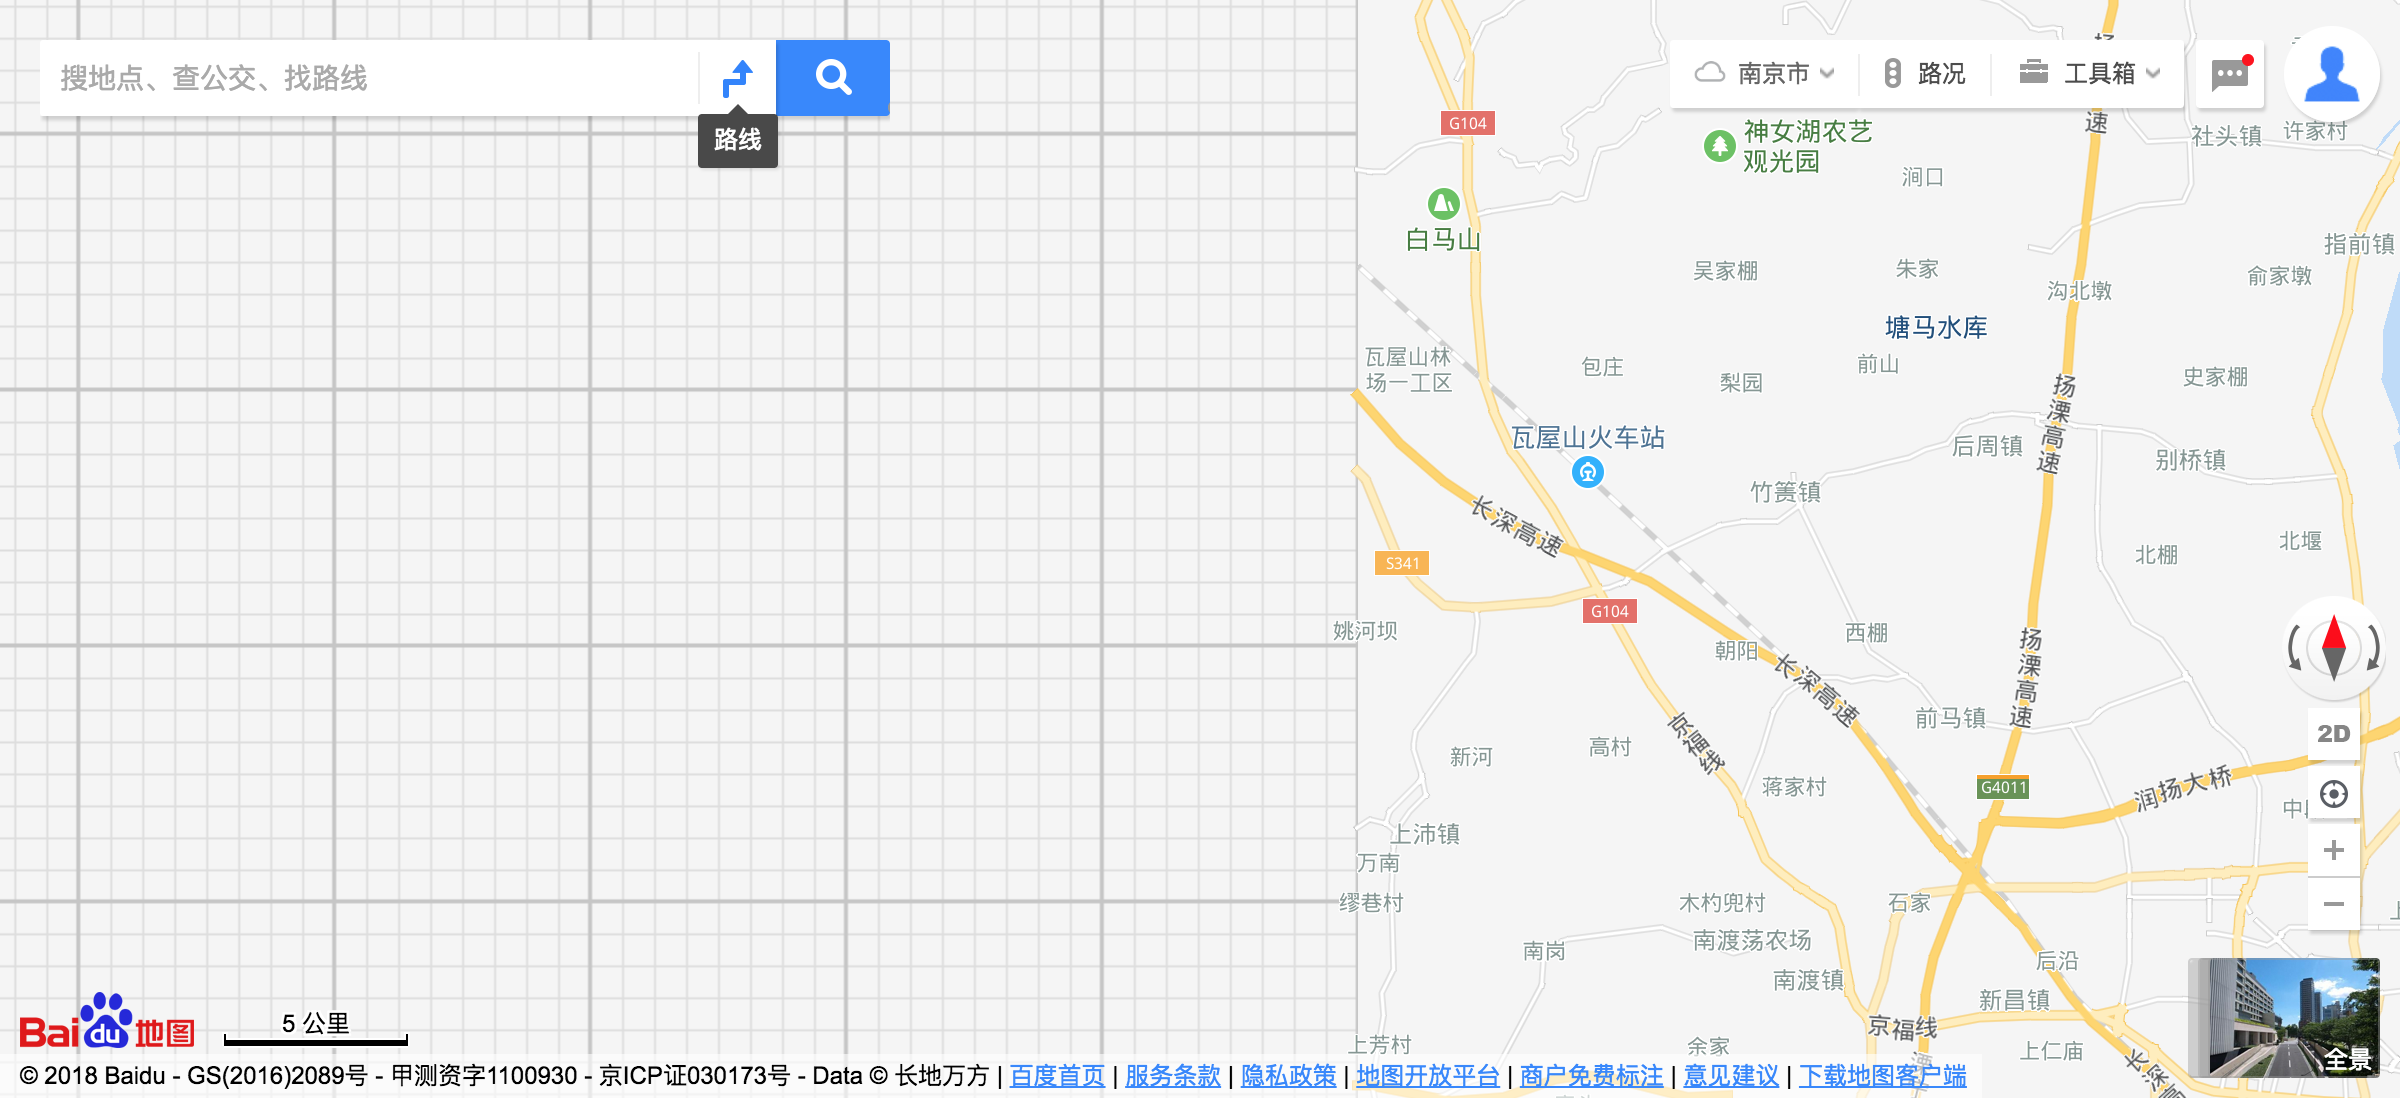 搜地点、查公交、找路线
路线
南京市
路况
工具箱
扬
速
G104
神女湖农艺
观光园
涧口
社头镇
许家村
白马山
指前镇
吴家棚
朱家
沟北墩
俞家墩
塘马水库
瓦屋山林
场一工区
包庄
梨园
前山
史家棚
扬溧高速
瓦屋山火车站
后周镇
别桥镇
竹箦镇
长深高速
S341
北棚
北堰
G104
姚河坝
朝阳
西棚
扬溧高速
长深高速
前马镇
京福线
2D
新河
高村
蒋家村
G4011
润扬大桥
上沛镇
万南
缪巷村
木杓兜村
石家
南渡荡农场
南岗
南渡镇
后沿
新昌镇
京福线
上芳村
余家
上仁庙
长深高
全景
Baidu地图
5 公里
© 2018 Baidu - GS(2016)2089号 - 甲测资字1100930 - 京ICP证030173号 - Data © 长地万方 | 百度首页 | 服务条款 | 隐私政策 | 地图开放平台 | 商户免费标注 | 意见建议 | 下载地图客户端